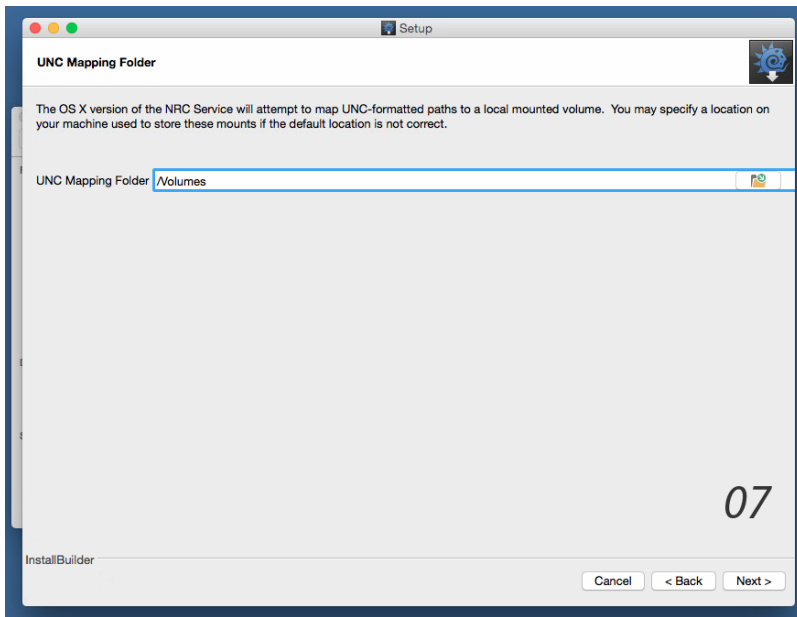 Setup
UNC Mapping Folder
The OS X version of the NRC Service will attempt to map UNC-formatted paths to a local mounted volume. You may specify a location on
your machine used to store these mounts if the default location is not correct.
UNC Mapping Folder /Volumes
07
InstallBuilder
Cancel < Back Next >